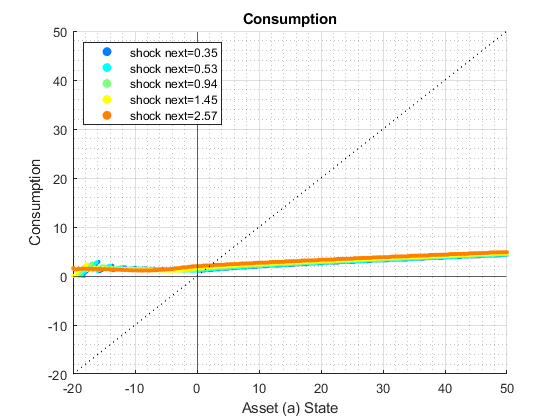 Consumption
50
40
30
20
10
0
-10
-20
Consumption
shock next=0.35
shock next=0.53
shock next=0.94
shock next=1.45
shock next=2.57
-20
-10
0
10
20
30
40
50
Asset (a) State